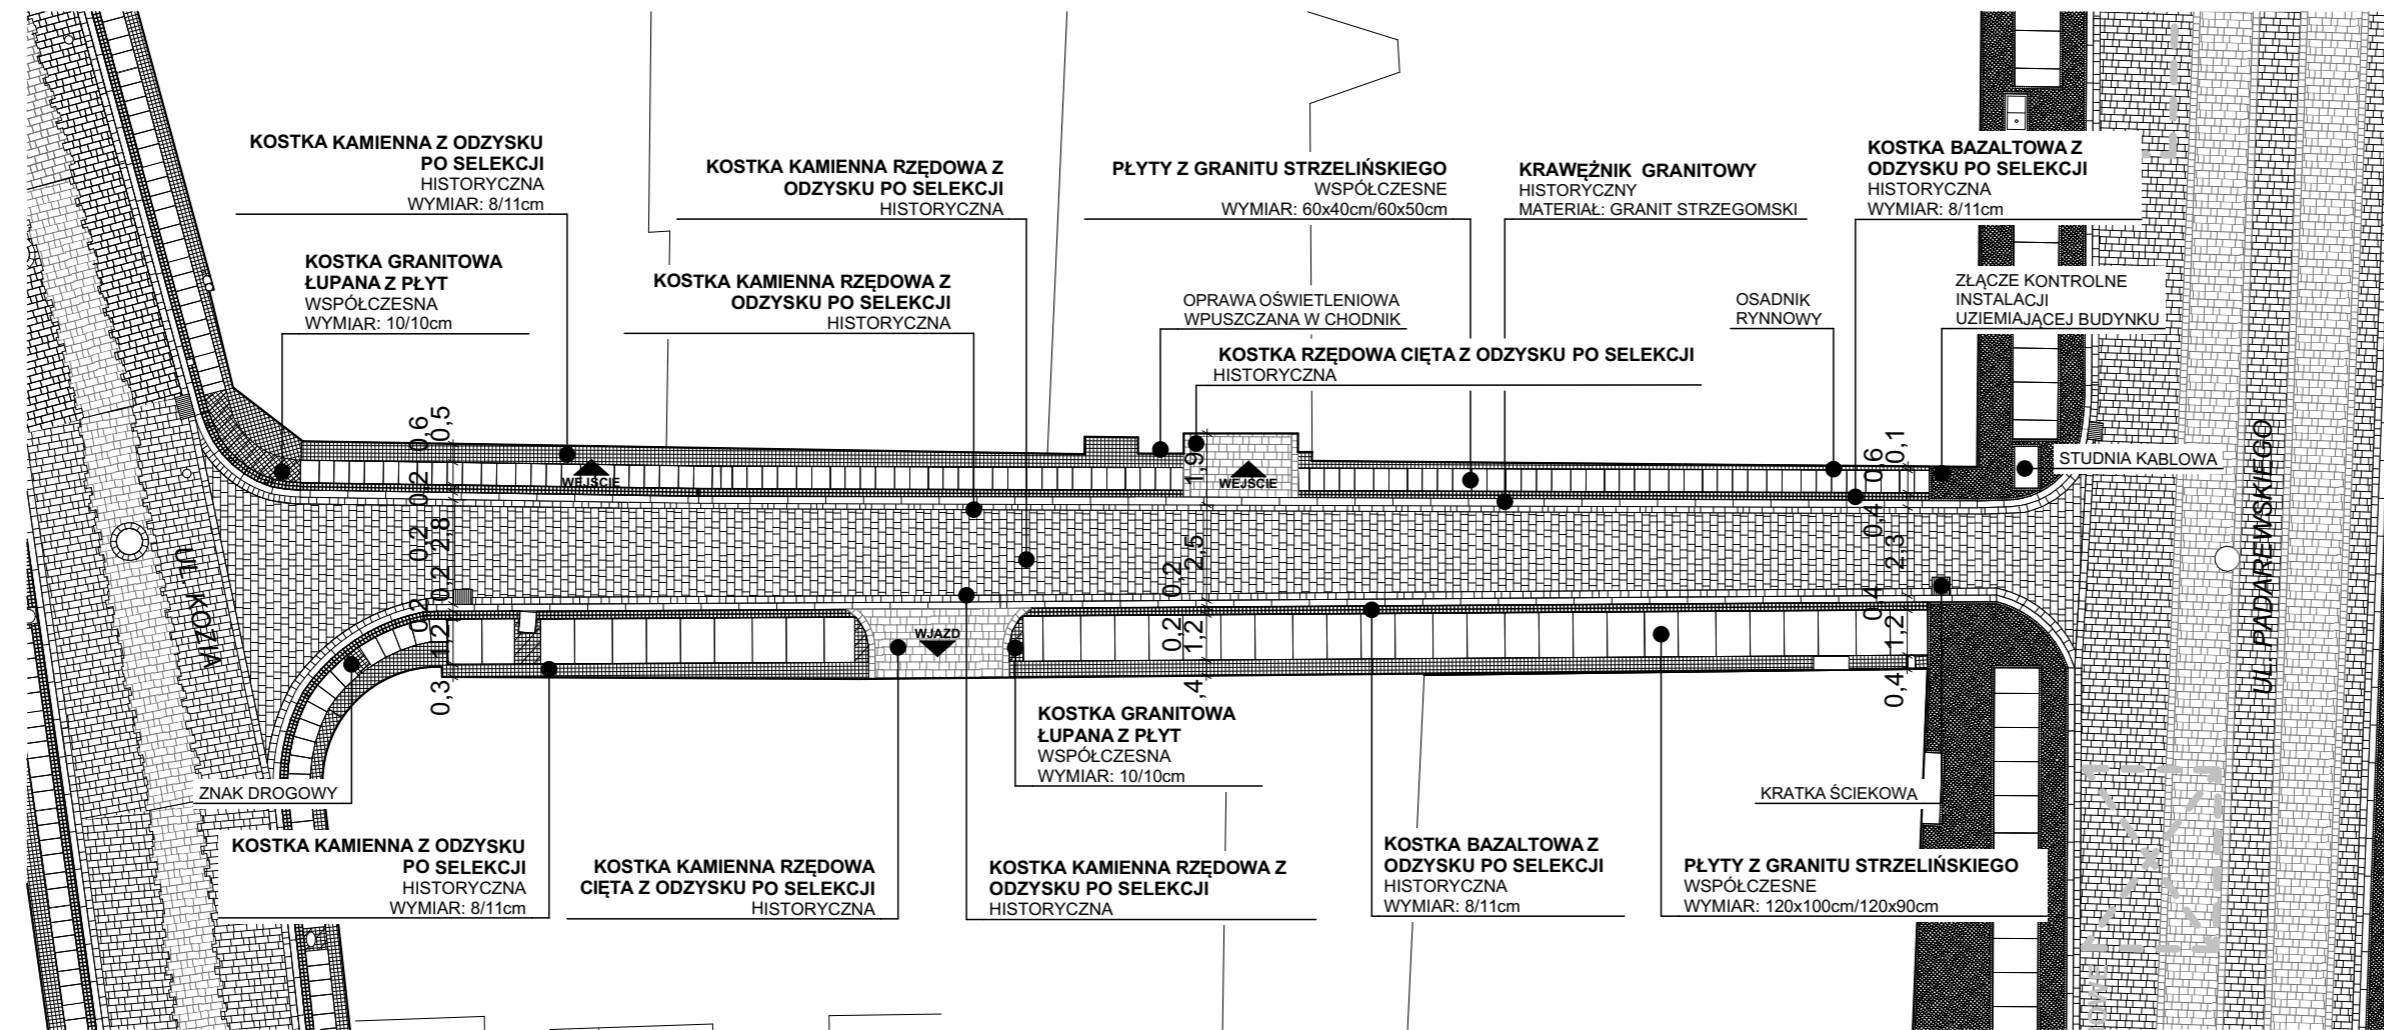 KOSTKA KAMIENNA Z ODZYSKU
PO SELEKCJI
HISTORYCZNA
WYMIAR: 8/11cm
KOSTKA KAMIENNA RZĘDOWA Z
ODZYSKU PO SELEKCJI
HISTORYCZNA
PŁYTY Z GRANITU STRZELIŃSKIEGO
WSPÓŁCZESNE
WYMIAR: 60x40cm/60x50cm
KRAWĘŻNIK GRANITOWY
HISTORYCZNY
MATERIAŁ: GRANIT STRZEGOMSKI
KOSTKA BAZALTOWA Z
ODZYSKU PO SELEKCJI
HISTORYCZNA
WYMIAR: 8/11cm
KOSTKA GRANITOWA
ŁUPANA Z PŁYT
WSPÓŁCZESNA
WYMIAR: 10/10cm
KOSTKA KAMIENNA RZĘDOWA Z
ODZYSKU PO SELEKCJI
HISTORYCZNA
OPRAWA OŚWIETLENIOWA
WPUSZCZANA W CHODNIK
OSADNIK
RYNNOWY
ZŁĄCZE KONTROLNE
INSTALACJI
UZIEMIAJĄCEJ BUDYNKU
KOSTKA RZĘDOWA CIĘTA Z ODZYSKU PO SELEKCJI
HISTORYCZNA
0,6
0,5
0,2
0,2
2,8
0,2
0,2
0,2
1,2
0,3
1,9
2,5
0,2
0,2
1,2
0,6
0,1
0,4
2,3
0,4
1,2
0,4
WEJŚCIE
WEJŚCIE
STUDNIA KABLOWA
UL. KOZIA
UL. PADAREWSKIEGO
WJAZD
KOSTKA GRANITOWA
ŁUPANA Z PŁYT
WSPÓŁCZESNA
WYMIAR: 10/10cm
ZNAK DROGOWY
KRATKA ŚCIEKOWA
KOSTKA KAMIENNA Z ODZYSKU
PO SELEKCJI
HISTORYCZNA
WYMIAR: 8/11cm
KOSTKA KAMIENNA RZĘDOWA
CIĘTA Z ODZYSKU PO SELEKCJI
HISTORYCZNA
KOSTKA KAMIENNA RZĘDOWA Z
ODZYSKU PO SELEKCJI
HISTORYCZNA
KOSTKA BAZALTOWA Z
ODZYSKU PO SELEKCJI
HISTORYCZNA
WYMIAR: 8/11cm
PŁYTY Z GRANITU STRZELIŃSKIEGO
WSPÓŁCZESNE
WYMIAR: 120x100cm/120x90cm